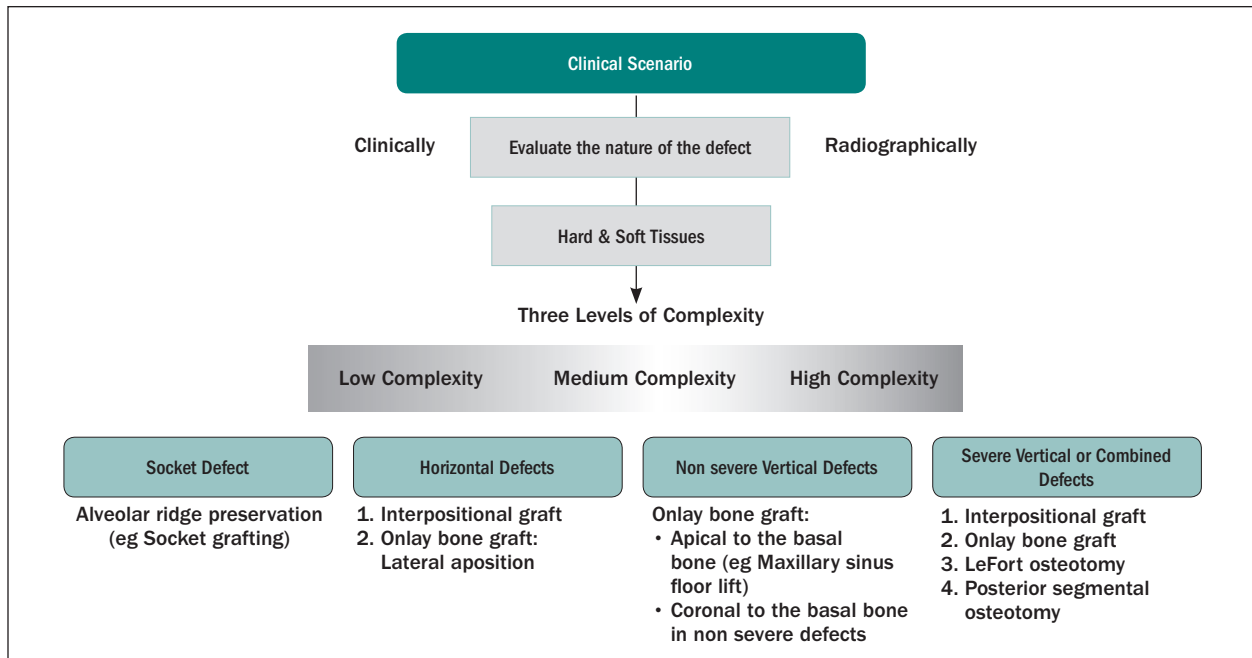 Clinical Scenario
Clinically
Evaluate the nature of the defect
Radiographically
Hard & Soft Tissues
Three Levels of Complexity
Low Complexity
Medium Complexity
High Complexity
Socket Defect
Alveolar ridge preservation
(eg Socket grafting)
Horizontal Defects
1. Interpositional graft
2. Onlay bone graft:
Lateral aposition
Non severe Vertical Defects
Onlay bone graft:
• Apical to the basal
bone (eg Maxillary sinus
floor lift)
• Coronal to the basal bone
in non severe defects
Severe Vertical or Combined
Defects
1. Interpositional graft
2. Onlay bone graft
3. LeFort osteotomy
4. Posterior segmental
osteotomy